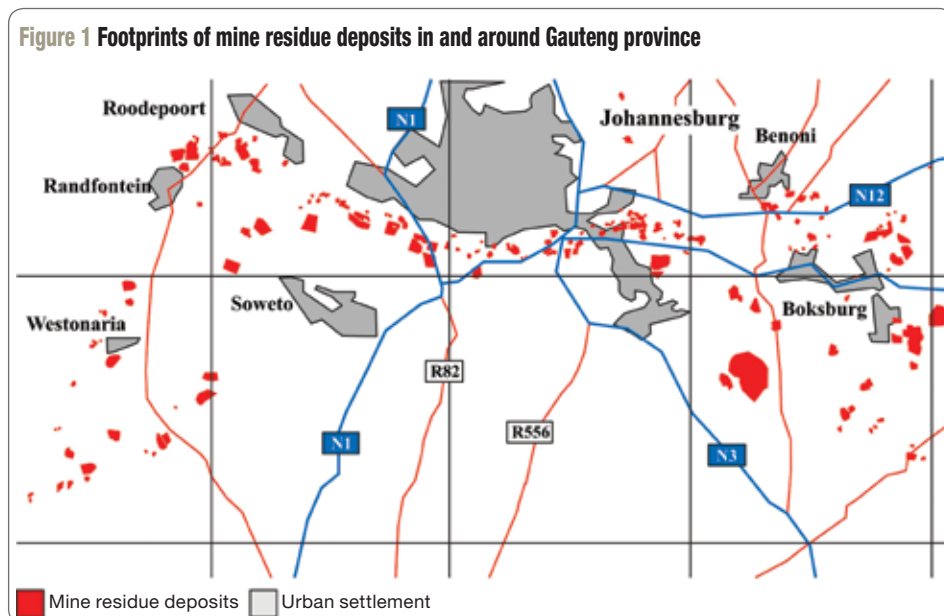 Figure 1 Footprints of mine residue deposits in and around Gauteng province
Roodepoort
N1
Johannesburg
Benoni
Randfontein
N12
Westonaria
Soweto
Boksburg
R82
R556
N1
N3
Mine residue deposits
Urban settlement